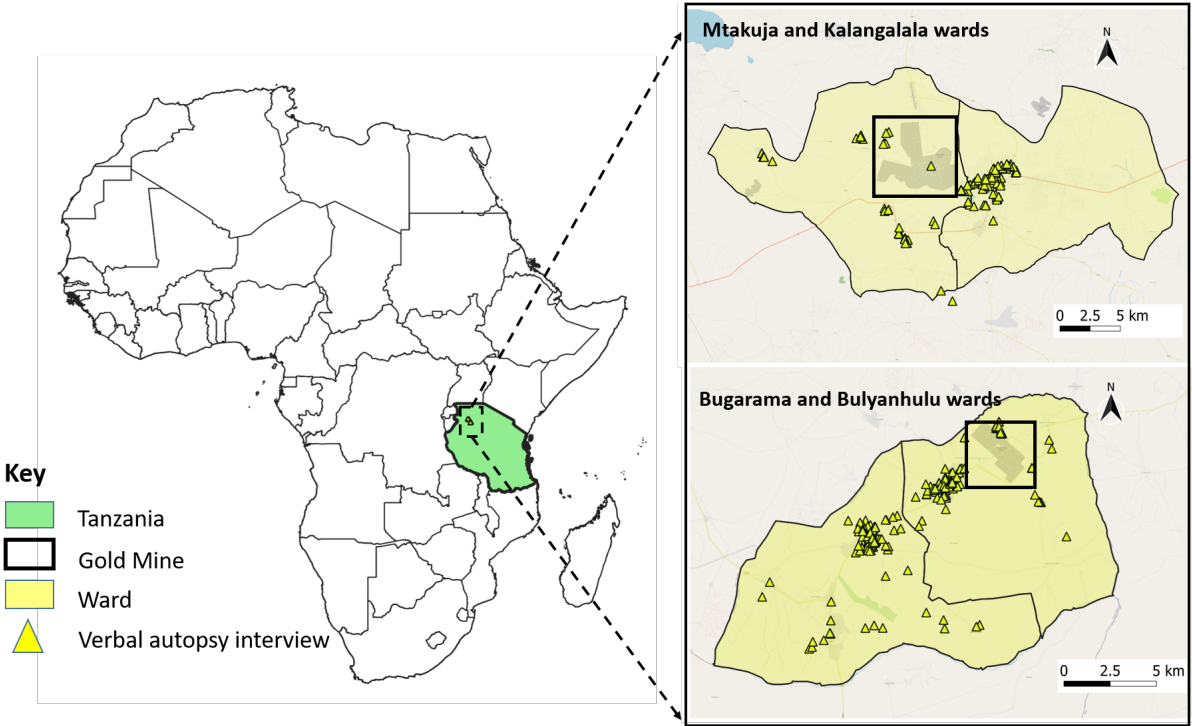 Mtakuja and Kalangalala wards
N
0 2.5 5 km
Bugarama and Bulyanhulu wards
N
0 2.5 5 km
Key
Tanzania
Gold Mine
Ward
Verbal autopsy interview